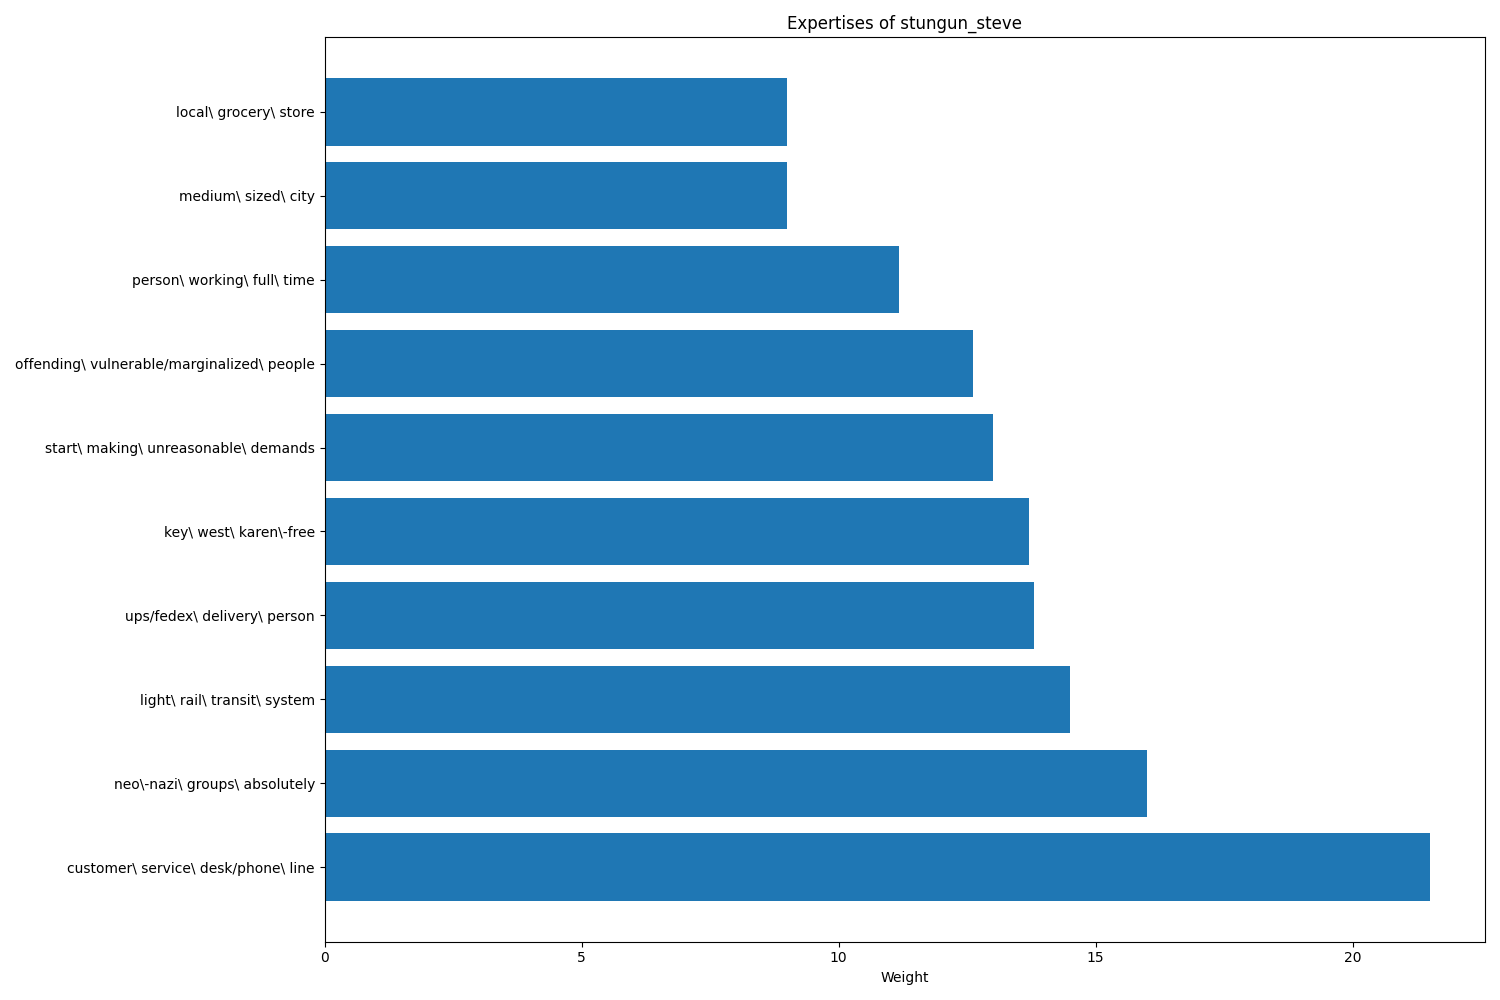 Expertises of stungun_steve
local\ grocery\ store
medium\ sized\ city
person\ working\ full\ time
offending\ vulnerable/marginalized\ people
start\ making\ unreasonable\ demands
key\ west\ karen\-free
ups/fedex\ delivery\ person
light\ rail\ transit\ system
neo\-nazi\ groups\ absolutely
customer\ service\ desk/phone\ line
0 5 10 15 20
Weight